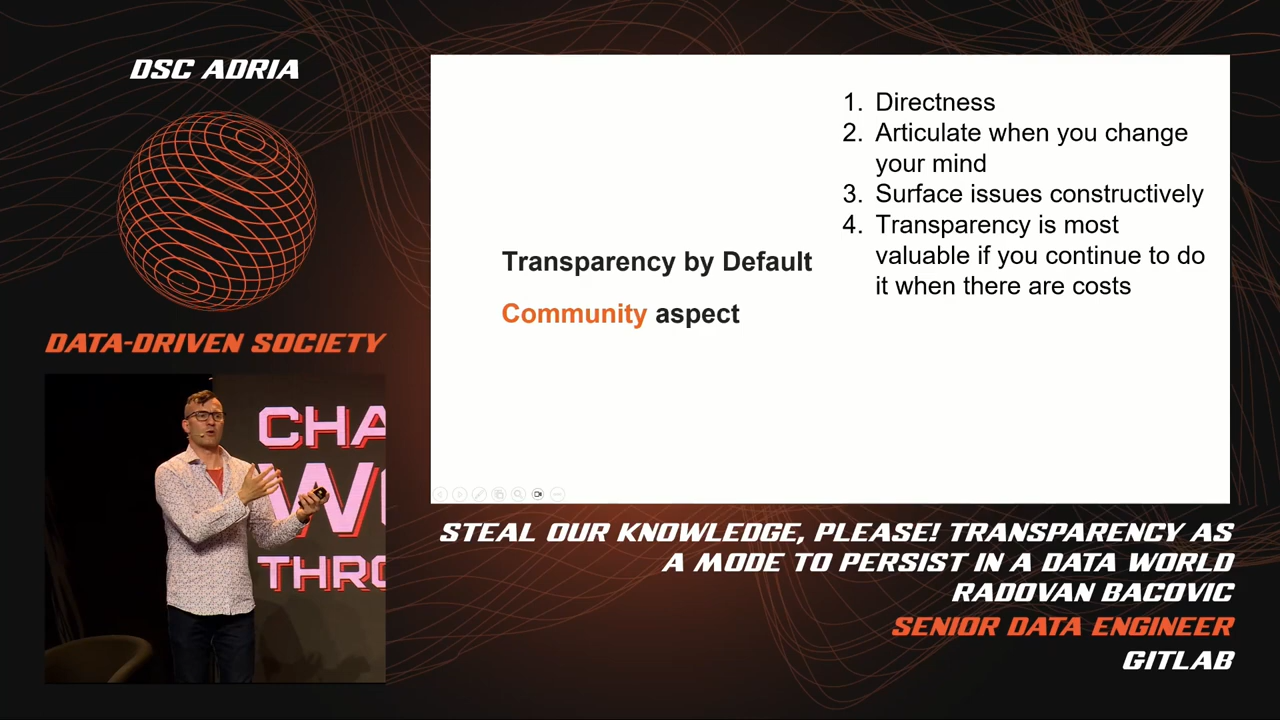 DSC ADRIA
DATA-DRIVEN SOCIETY
CHA
W
THRO
Transparency by Default
Community aspect
1. Directness
2. Articulate when you change
your mind
3. Surface issues constructively
4. Transparency is most
valuable if you continue to do
it when there are costs
STEAL OUR KNOWLEDGE, PLEASE! TRANSPARENCY AS
A MODE TO PERSIST IN A DATA WORLD
RADOVAN BACOVIC
SENIOR DATA ENGINEER
GITLAB